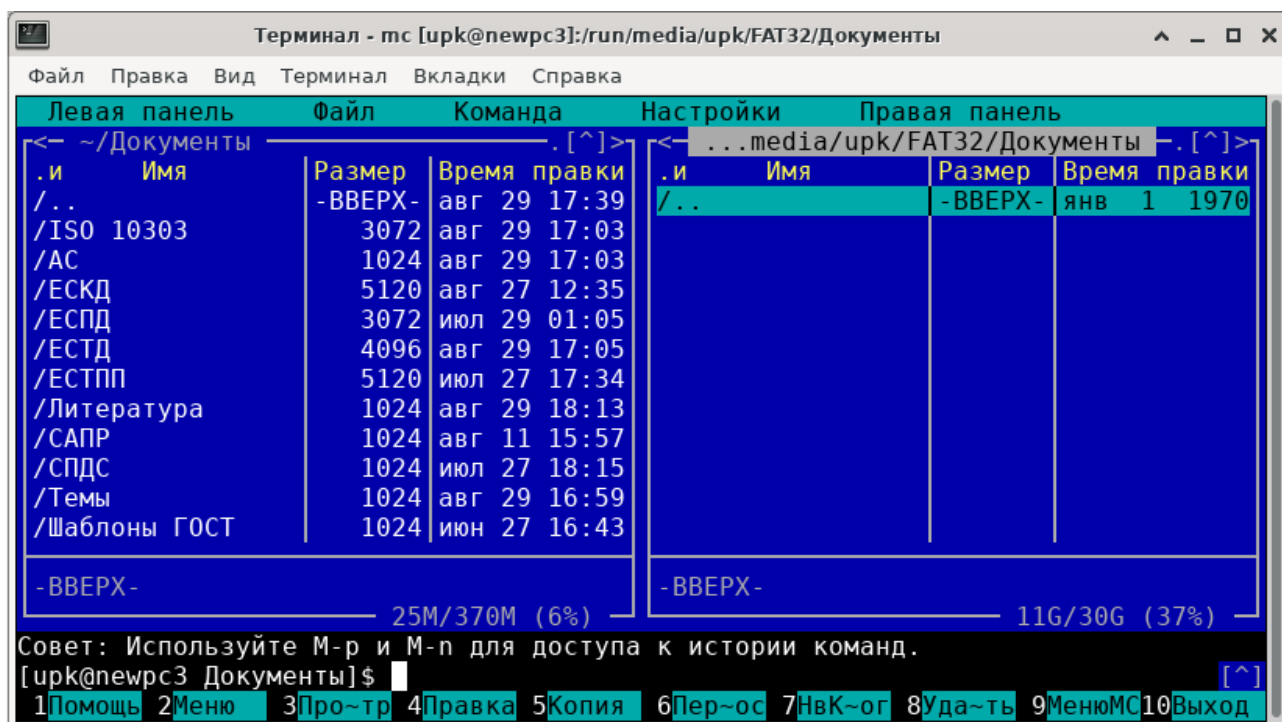 Терминал - mc [upk@newpc3]:/run/media/upk/FAT32/Документы
Файл Правка Вид Терминал Вкладки Справка
Левая панель Файл Команда Настройки Правая панель
<─ ~/Документы .[^]> <─ ...media/upk/FAT32/Документы .[^]>
.и Имя Размер Время правки .и Имя Размер Время правки
/.. -ВВЕРХ- авг 29 17:39 /.. -ВВЕРХ- янв 1 1970
/ISO 10303 3072 авг 29 17:03
/АС 1024 авг 29 17:03
/ЕСКД 5120 авг 27 12:35
/ЕСПД 3072 июл 29 01:05
/ЕСТД 4096 авг 29 17:05
/ЕСТПП 5120 июл 27 17:34
/Литература 1024 авг 29 18:13
/САПР 1024 авг 11 15:57
/СПДС 1024 июл 27 18:15
/Темы 1024 авг 29 16:59
/Шаблоны ГОСТ 1024 июн 27 16:43
-ВВЕРХ- -ВВЕРХ-
25M/370M (6%) 11G/30G (37%)
Совет: Используйте M-p и M-n для доступа к истории команд.
[upk@newpc3 Документы]$ [^]
1Помощь 2Меню 3Про~тр 4Правка 5Копия 6Пер~ос 7НвК~ог 8Уда~ть 9МенюMC10Выход